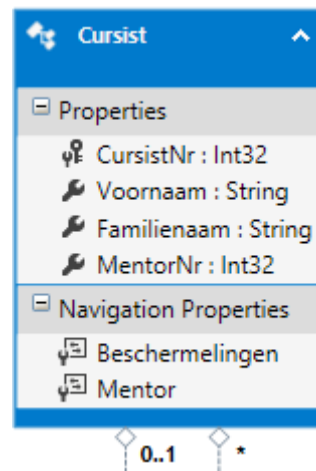 Cursist
Properties
CursistNr : Int32
Voornaam : String
Familienaam : String
MentorNr : Int32
Navigation Properties
Beschermelingen
Mentor
0..1 *